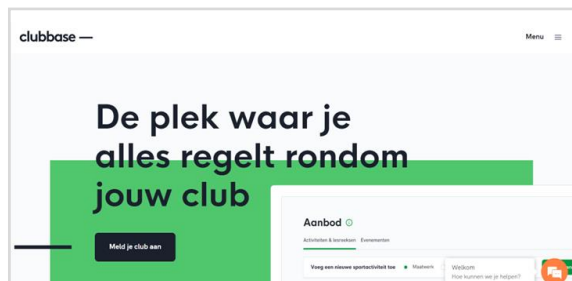 clubbase —
Menu
De plek waar je
alles regelt rondom
jouw club
Meld je club aan
Aanbod
Activiteiten & lesreeksen Evenementen
Voeg een nieuwe sportactiviteit toe
Maatwerk
Welkom
Hoe kunnen we je helpen?